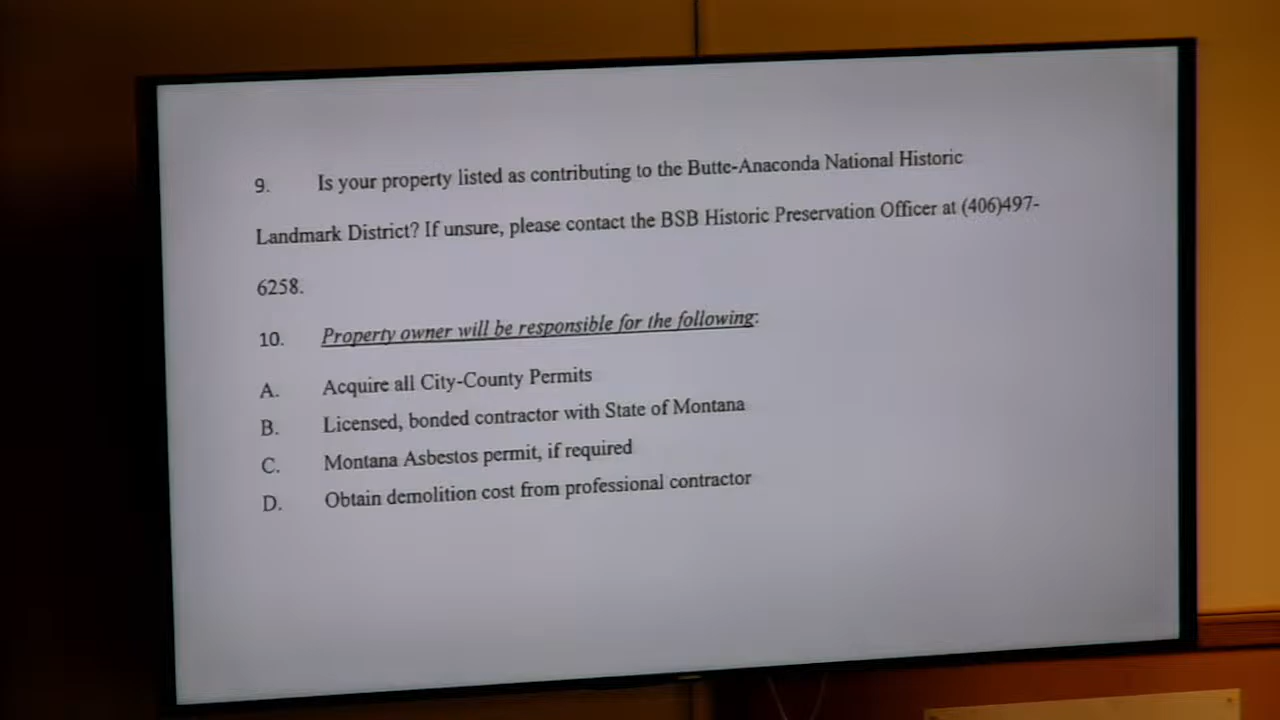 9. Is your property listed as contributing to the Butte-Anaconda National Historic
Landmark District? If unsure, please contact the BSB Historic Preservation Officer at (406)497-
6258.
10. Property owner will be responsible for the following:
A. Acquire all City-County Permits
B. Licensed, bonded contractor with State of Montana
C. Montana Asbestos permit, if required
D. Obtain demolition cost from professional contractor